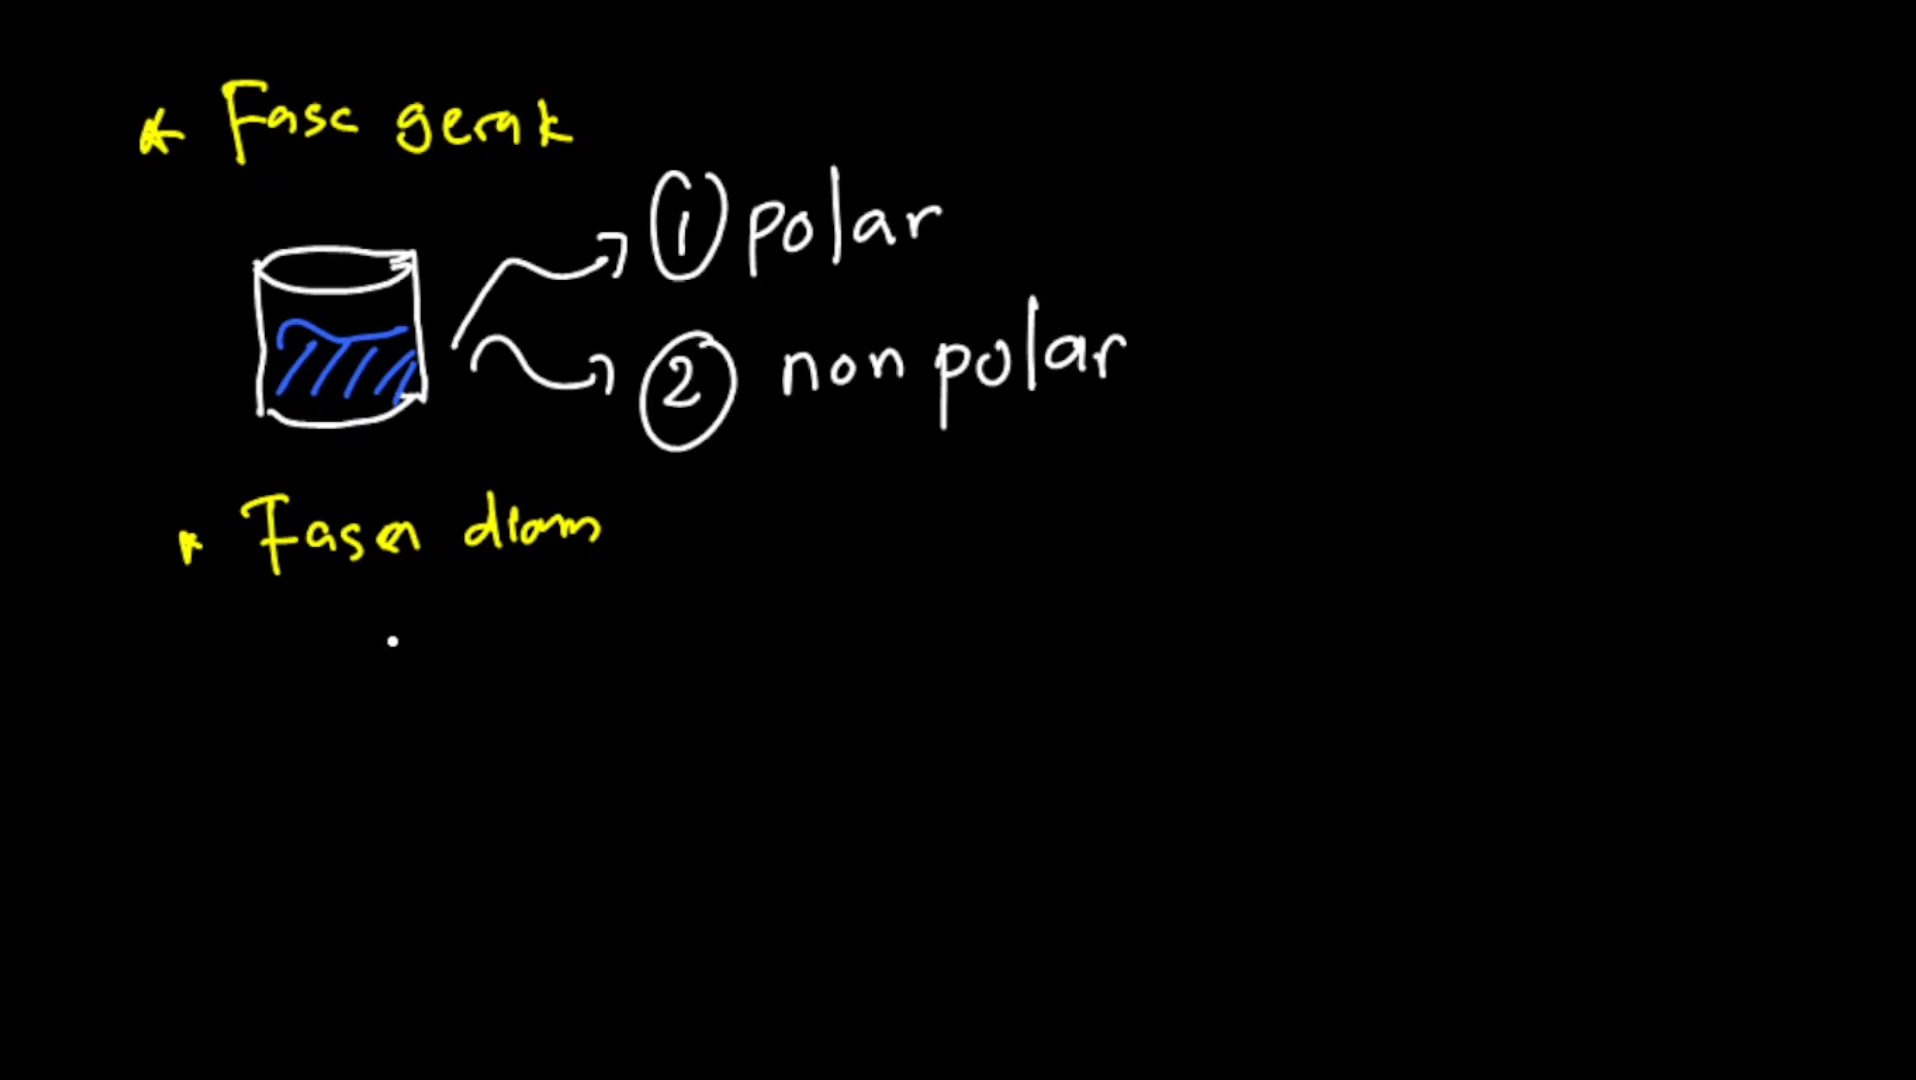 * Fase gerak
① polar
② non polar
* Fasa diam